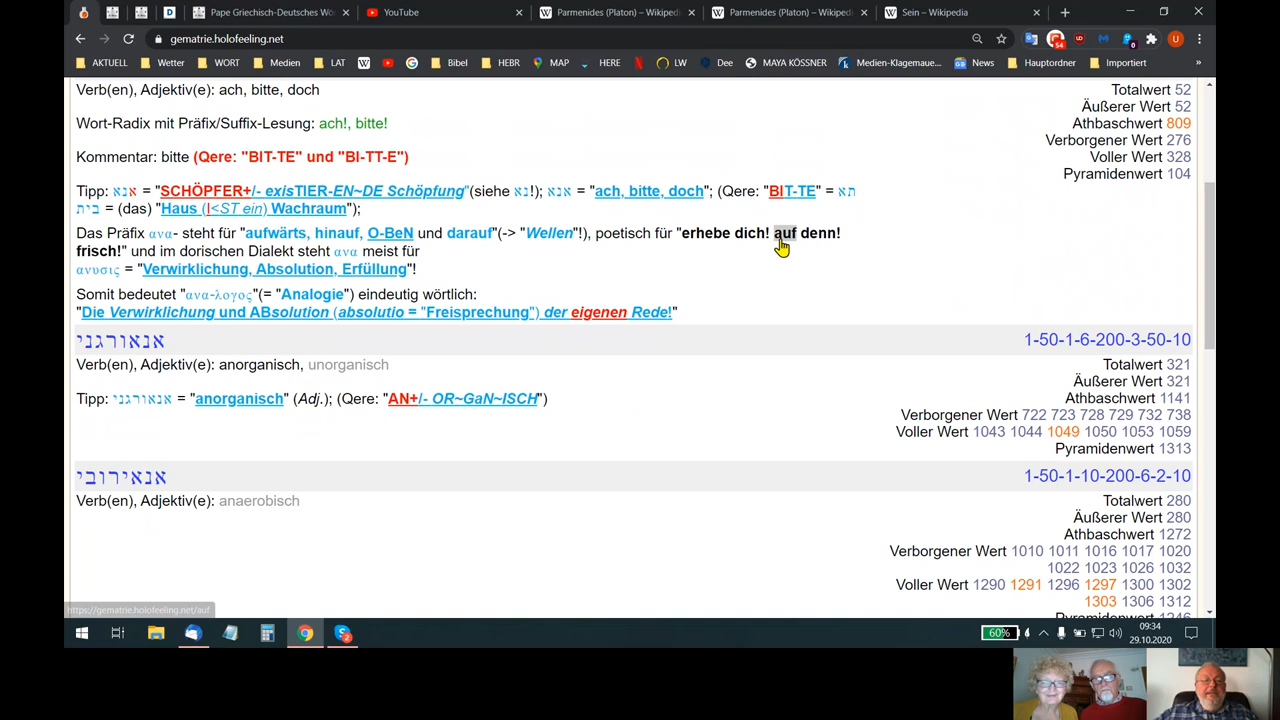 Pape Griechisch-Deutsches Wö
YouTube
Parmenides (Platon) – Wikipedi
Parmenides (Platon) – Wikipedi
Sein – Wikipedia
gematrie.holofeeling.net
54
0
U
AKTUELL
Wetter
WORT
Medien
LAT
Bibel
HEBR
MAP
HERE
LW
Dee
MAYA KÖSSNER
Medien-Klagemaue...
News
Hauptordner
Importiert
»
Verb(en), Adjektiv(e): ach, bitte, doch
Totalwert 52
Äußerer Wert 52
Wort-Radix mit Präfix/Suffix-Lesung: ach!, bitte!
Athbaschwert 809
Verborgener Wert 276
Kommentar: bitte (Qere: "BIT-TE" und "BI-TT-E")
Voller Wert 328
Pyramidenwert 104
Tipp: אנא = "SCHÖPFER+/- exisTIER-EN~DE Schöpfung"(siehe נא!); אנא = "ach, bitte, doch"; (Qere: "BIT-TE" = תא
בית = (das) "Haus (I<ST ein) Wachraum");
Das Präfix ανα- steht für "aufwärts, hinauf, O-BeN und darauf"(-> "Wellen"!), poetisch für "erhebe dich! auf denn!
frisch!" und im dorischen Dialekt steht ανα meist für
ανυσις = "Verwirklichung, Absolution, Erfüllung"!
Somit bedeutet "ανα-λογος"(= "Analogie") eindeutig wörtlich:
"Die Verwirklichung und ABsolution (absolutio = "Freisprechung") der eigenen Rede!"
אנאורגני
1-50-1-6-200-3-50-10
Verb(en), Adjektiv(e): anorganisch, unorganisch
Totalwert 321
Äußerer Wert 321
Tipp: אנאורגני = "anorganisch" (Adj.); (Qere: "AN+/- OR~GaN~ISCH")
Athbaschwert 1141
Verborgener Wert 722 723 728 729 732 738
Voller Wert 1043 1044 1049 1050 1053 1059
Pyramidenwert 1313
אנאירובי
1-50-1-10-200-6-2-10
Verb(en), Adjektiv(e): anaerobisch
Totalwert 280
Äußerer Wert 280
Athbaschwert 1272
Verborgener Wert 1010 1011 1016 1017 1020
1022 1023 1026 1032
Voller Wert 1290 1291 1296 1297 1300 1302
1303 1306 1312
https://gematrie.holofeeling.net/auf
60%
09:34
29.10.2020